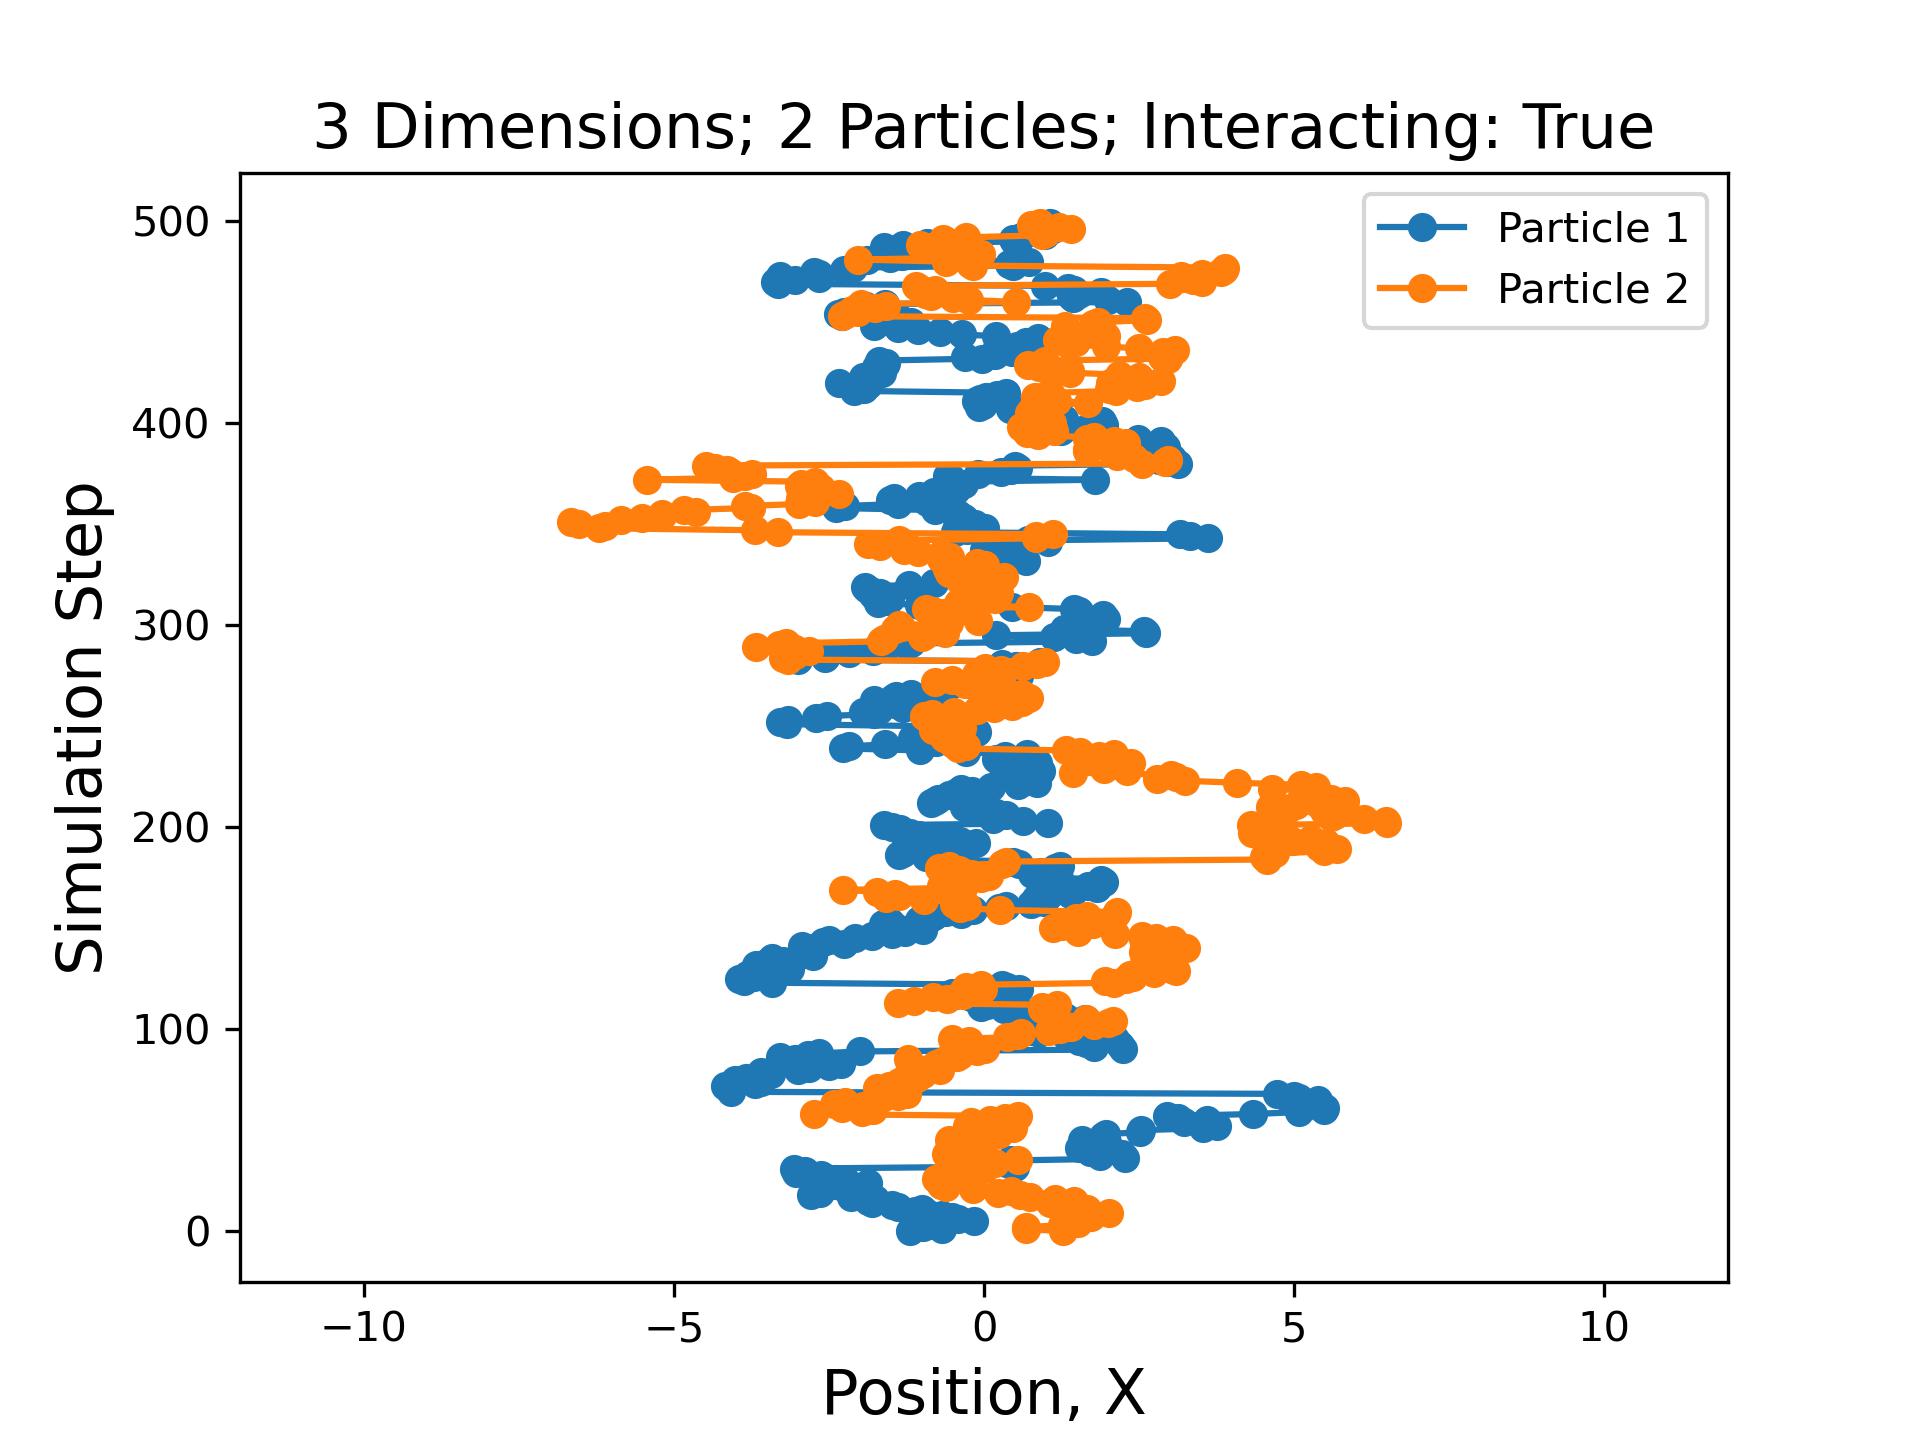 3 Dimensions; 2 Particles; Interacting: True
Particle 1
Particle 2
500
400
300
200
100
0
Simulation Step
−10
−5
0
5
10
Position, X